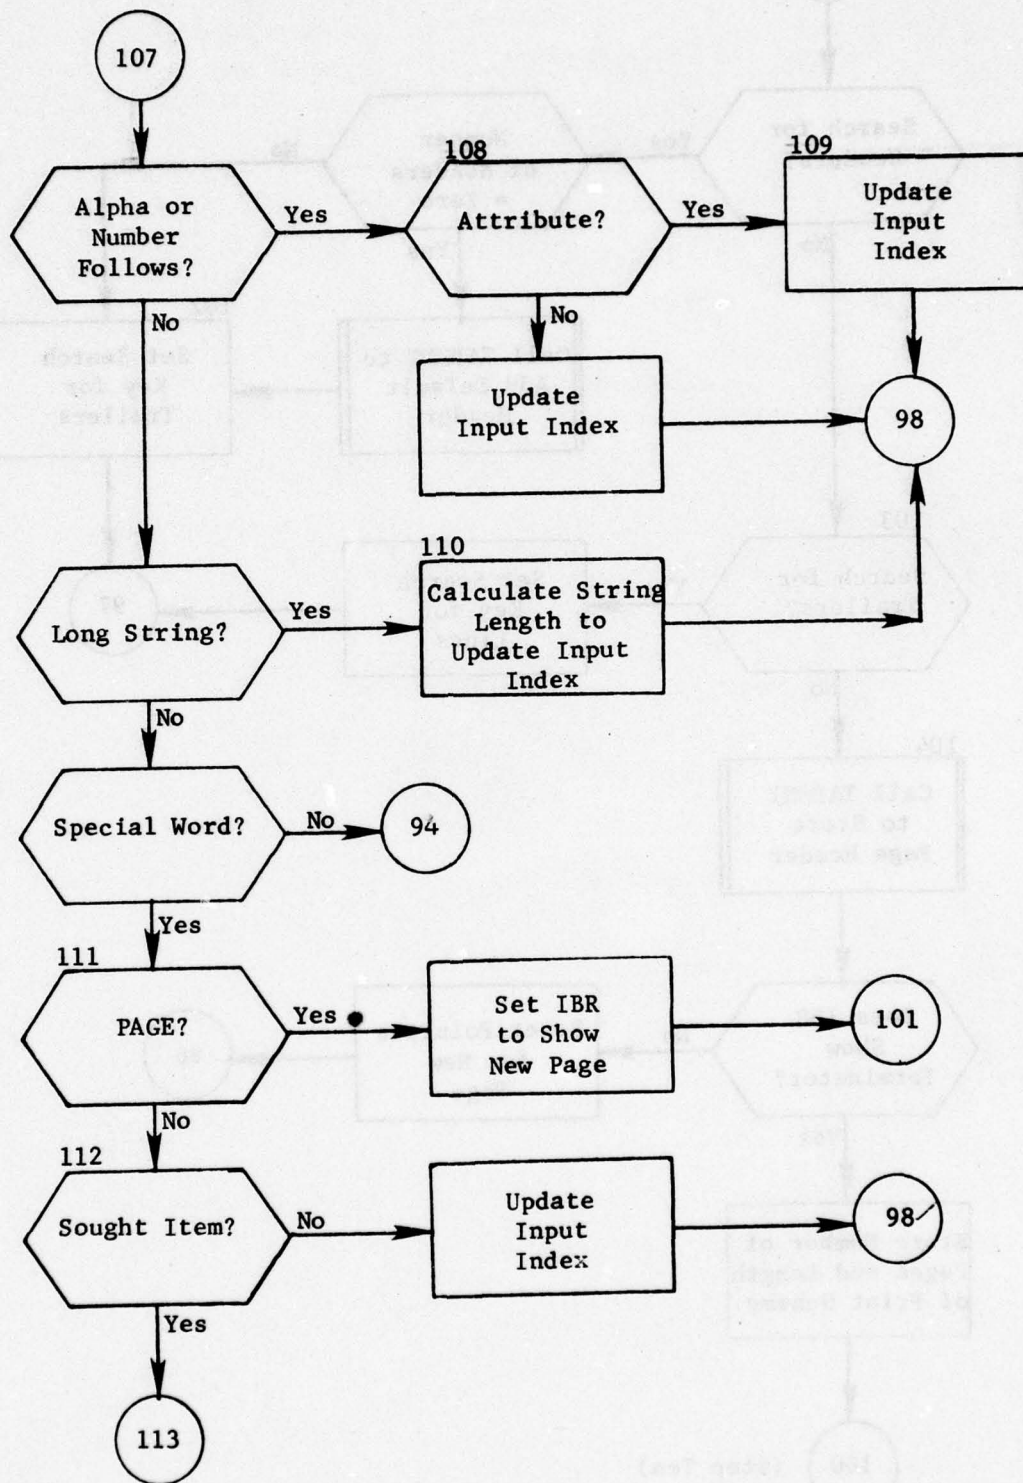 107
Alpha or
Number
Follows?
Yes
108
Attribute?
Yes
109
Update
Input
Index
No
No
Update
Input Index
98
110
Long String?
Yes
Calculate String
Length to
Update Input
Index
No
Special Word?
No
94
Yes
111
PAGE?
Yes
Set IBR
to Show
New Page
101
No
112
Sought Item?
No
Update
Input
Index
98
Yes
113